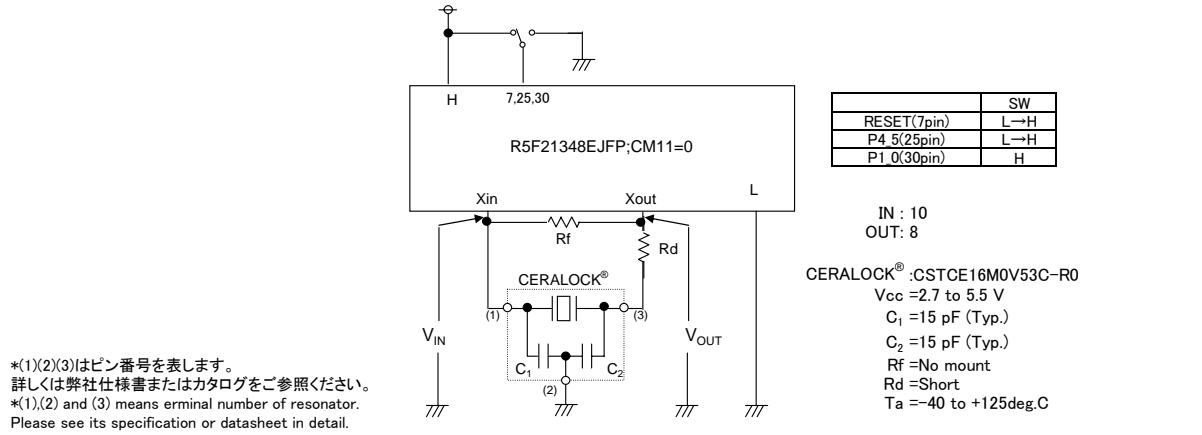 H
7,25,30
R5F21348EJFP;CM11=0
Xin
Xout
L
Rf
Rd
CERALOCK®
(1)
(3)
VIN
VOUT
C1
C2
(2)
SW
RESET(7pin) L→H
P4_5(25pin) L→H
P1_0(30pin) H
IN : 10
OUT: 8
CERALOCK® :CSTCE16M0V53C-R0
Vcc =2.7 to 5.5 V
C1 =15 pF (Typ.)
C2 =15 pF (Typ.)
Rf =No mount
Rd =Short
Ta =-40 to +125deg.C
*(1)(2)(3)はピン番号を表します。
詳しくは弊社仕様書またはカタログをご参照ください。
*(1),(2) and (3) means erminal number of resonator.
Please see its specification or datasheet in detail.